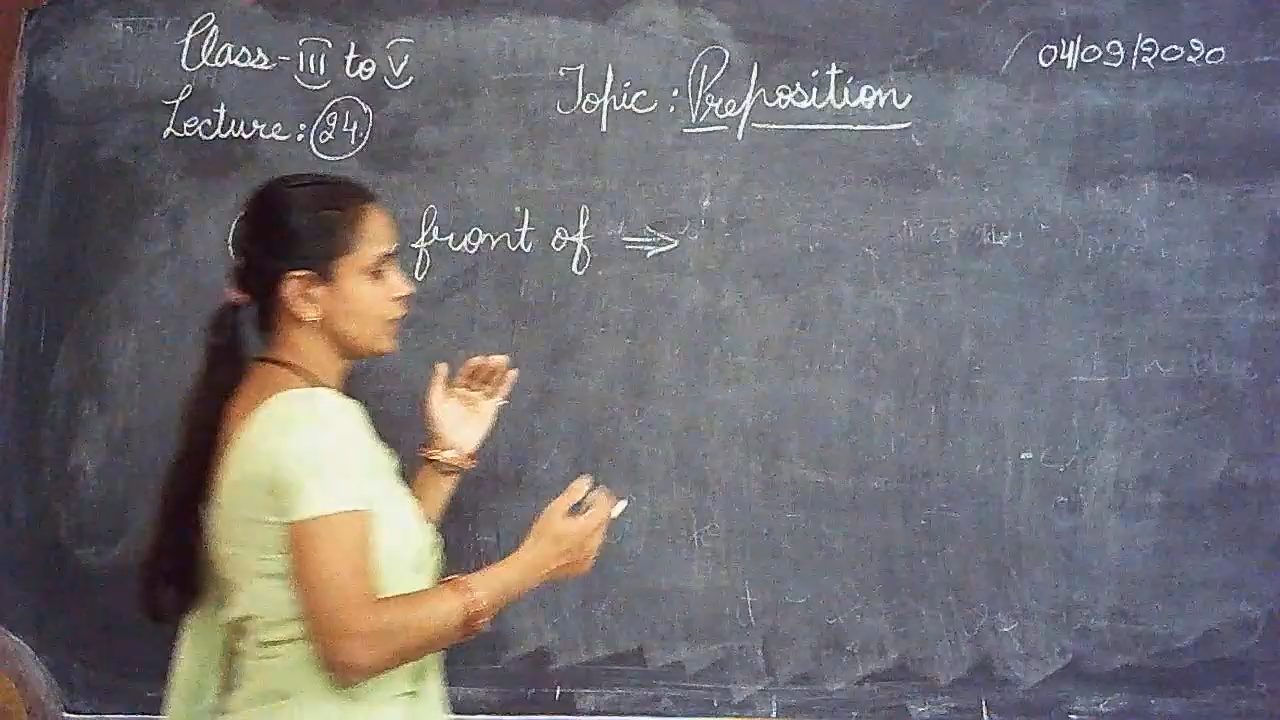 Class-III to V
Topic: Preposition
04/09/2020
Lecture: 24.
front of ⇒